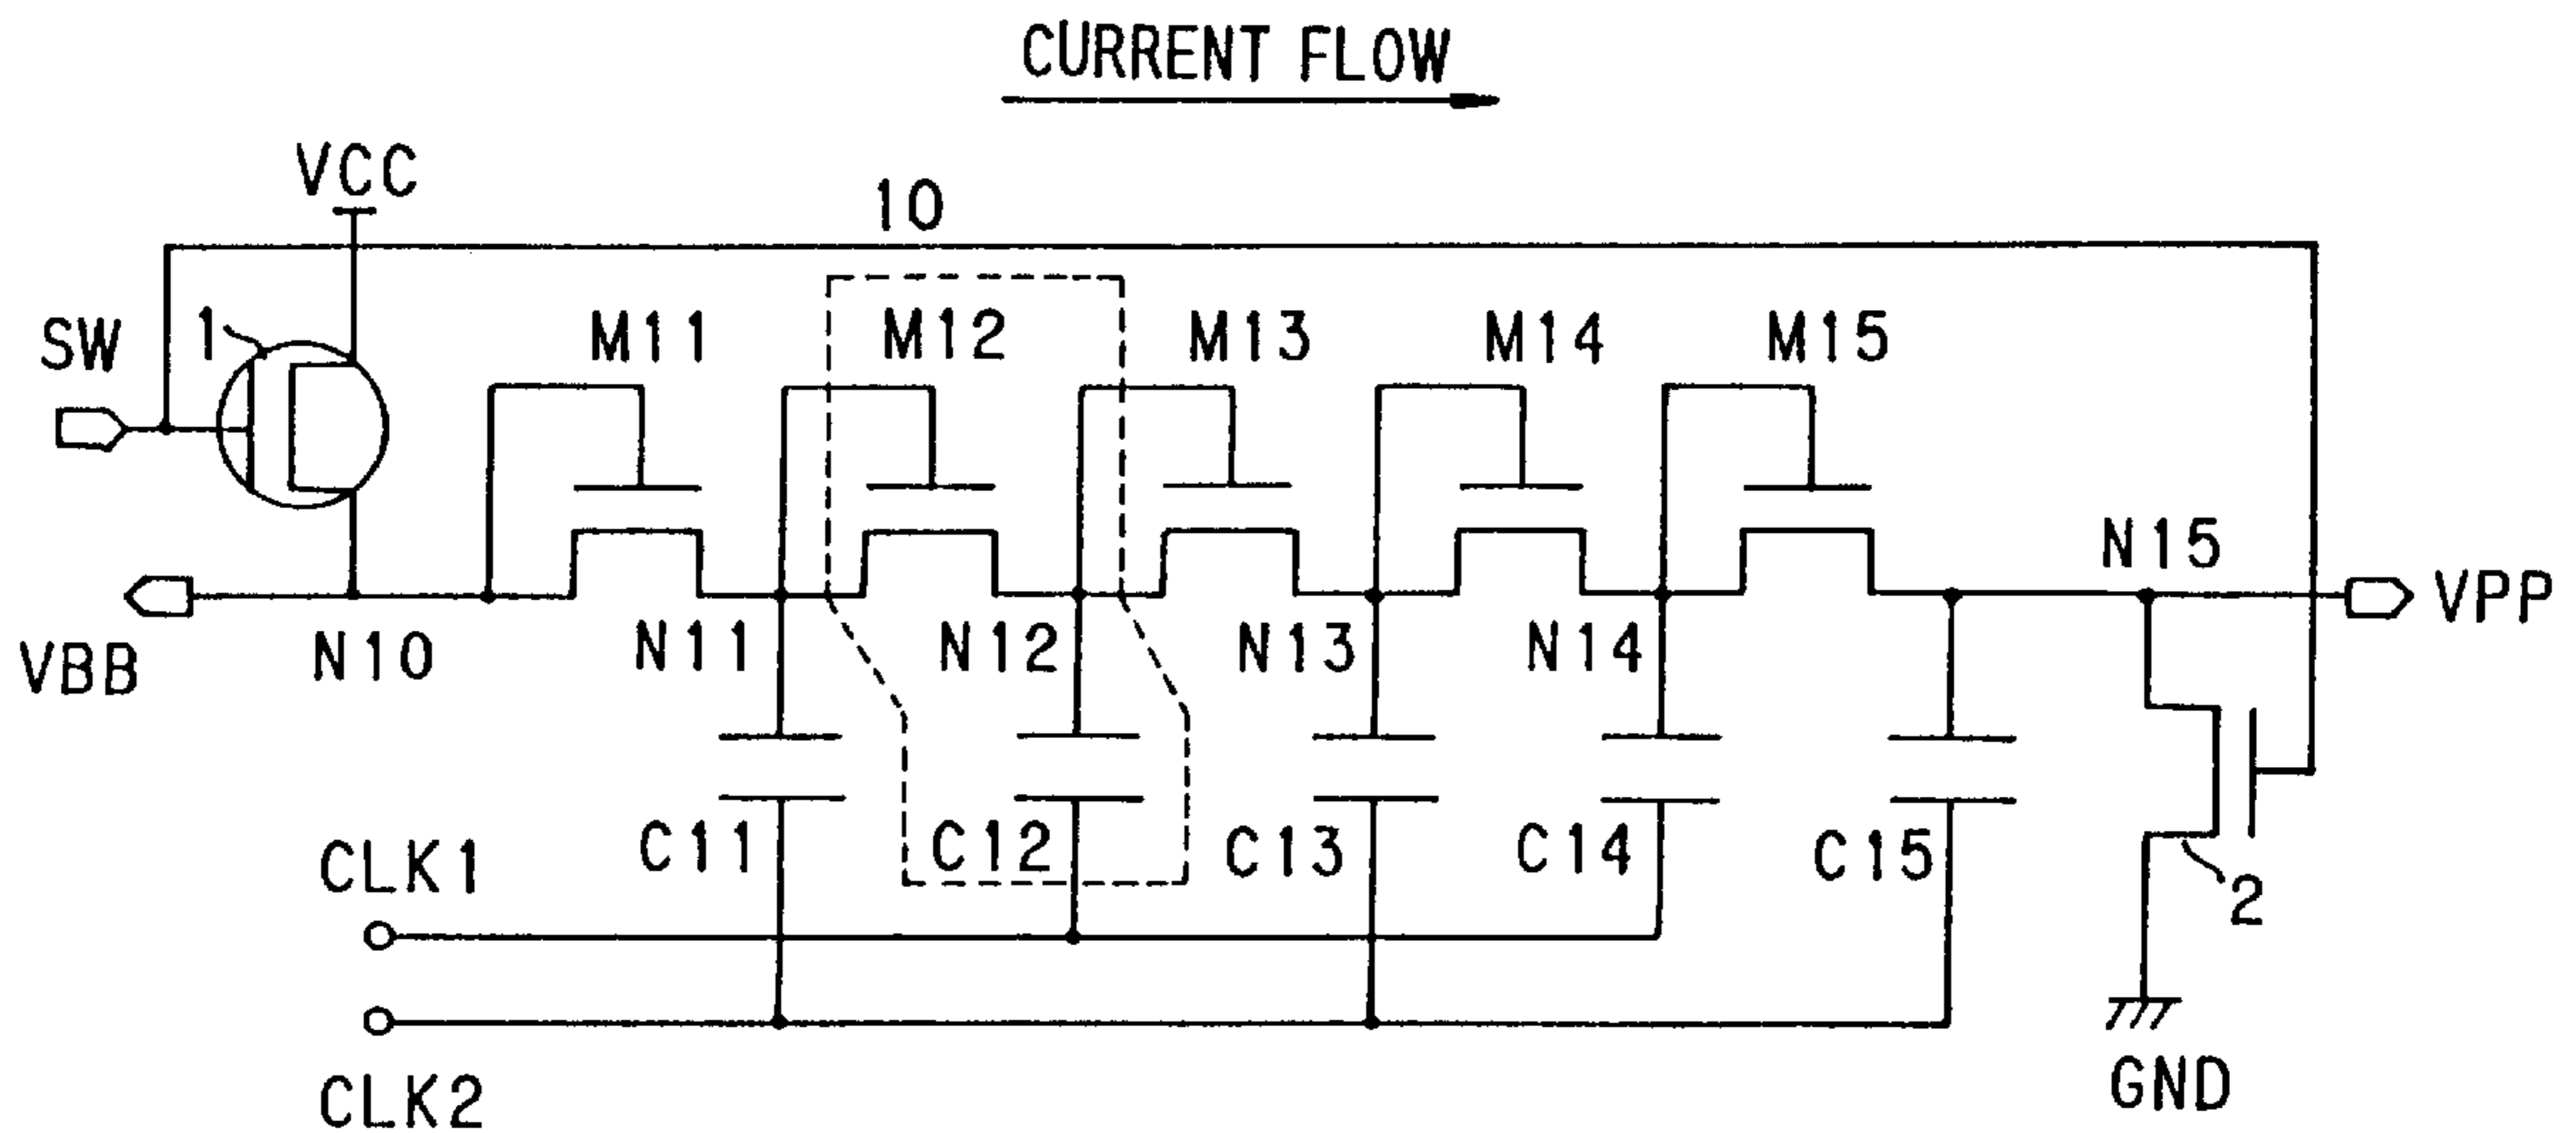 CURRENT FLOW
VCC
10
SW
1
M11
M12
M13
M14
M15
N15
VPP
VBB
N10
N11
N12
N13
N14
C11
C12
C13
C14
C15
2
CLK1
CLK2
GND